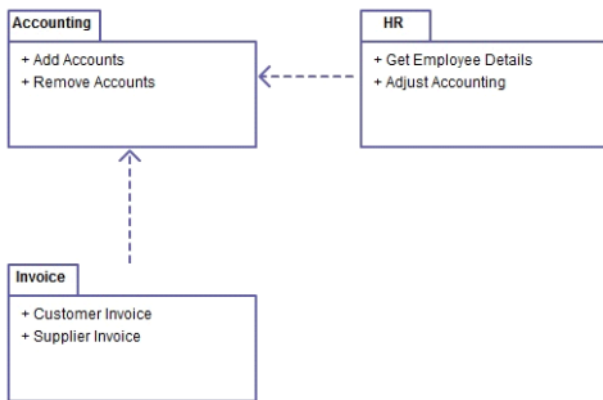 Accounting
+ Add Accounts
+ Remove Accounts
HR
+ Get Employee Details
+ Adjust Accounting
Invoice
+ Customer Invoice
+ Supplier Invoice